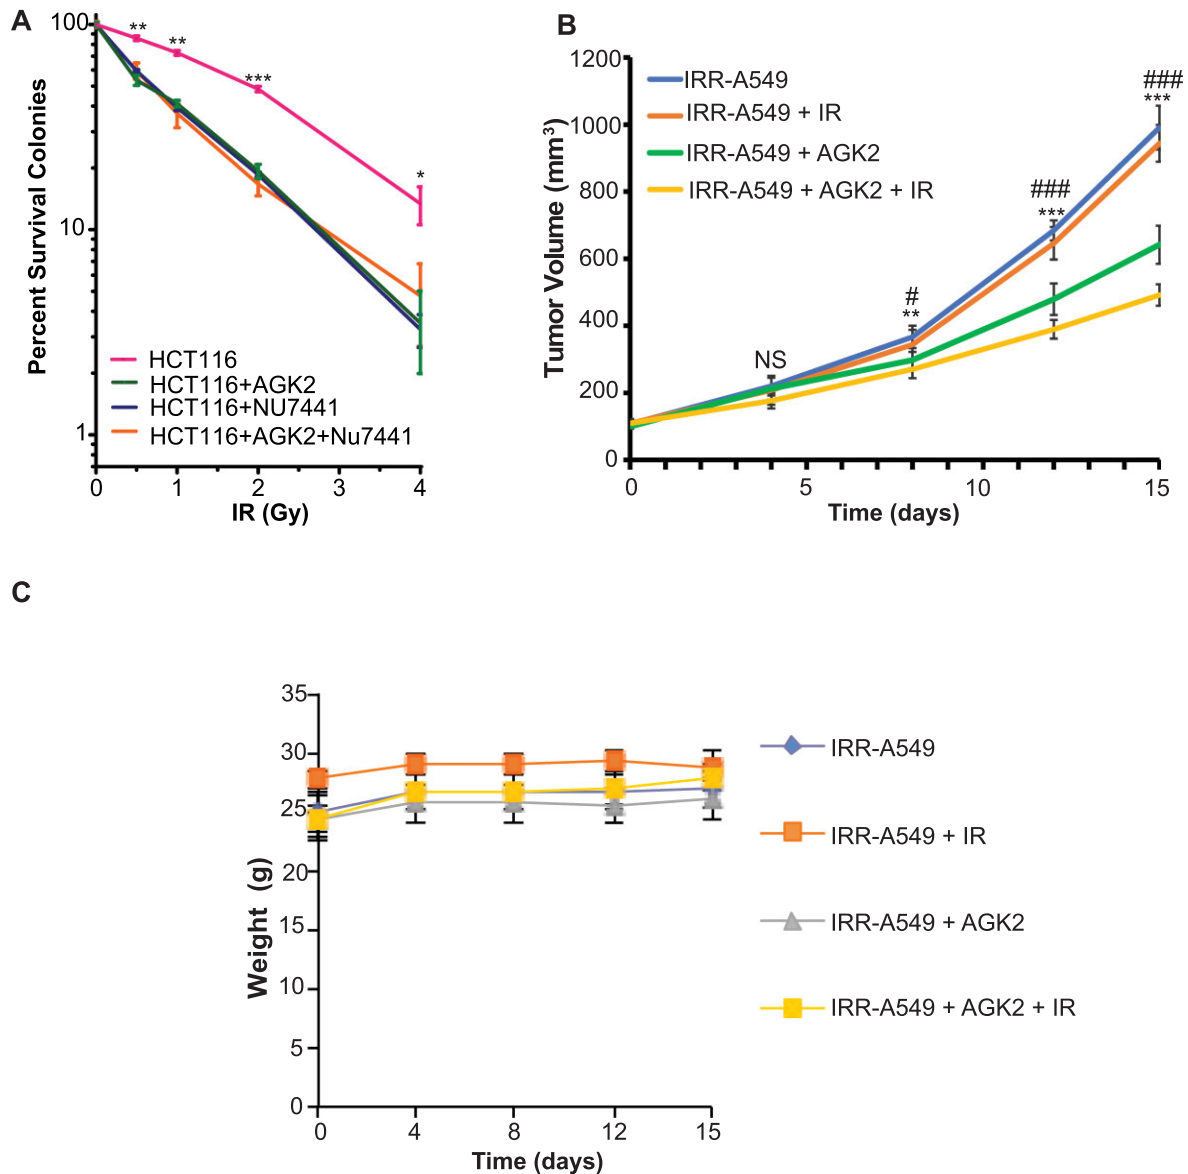 A
Percent Survival Colonies
100
10
1
**
**
***
*
HCT116
HCT116+AGK2
HCT116+NU7441
HCT116+AGK2+Nu7441
0
1
2
3
4
IR (Gy)
B
Tumor Volume (mm³)
1200
1000
800
600
400
200
0
IRR-A549
IRR-A549 + IR
IRR-A549 + AGK2
IRR-A549 + AGK2 + IR
NS
#
**
###
***
###
***
0
5
10
15
Time (days)
C
Weight (g)
35
30
25
20
15
10
5
0
0
4
8
12
15
Time (days)
IRR-A549
IRR-A549 + IR
IRR-A549 + AGK2
IRR-A549 + AGK2 + IR